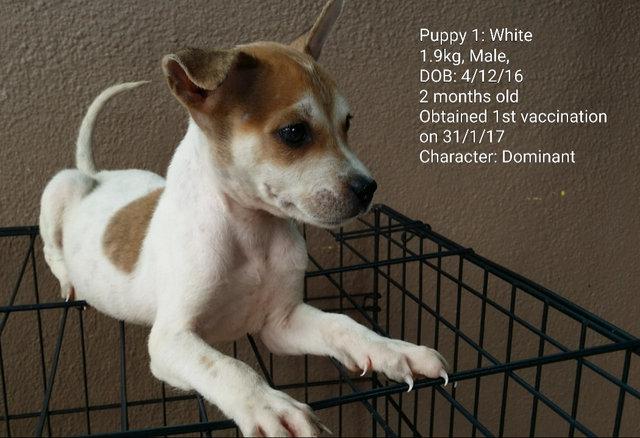 Puppy 1: White
1.9kg, Male,
DOB: 4/12/16
2 months old
Obtained 1st vaccination
on 31/1/17
Character: Dominant